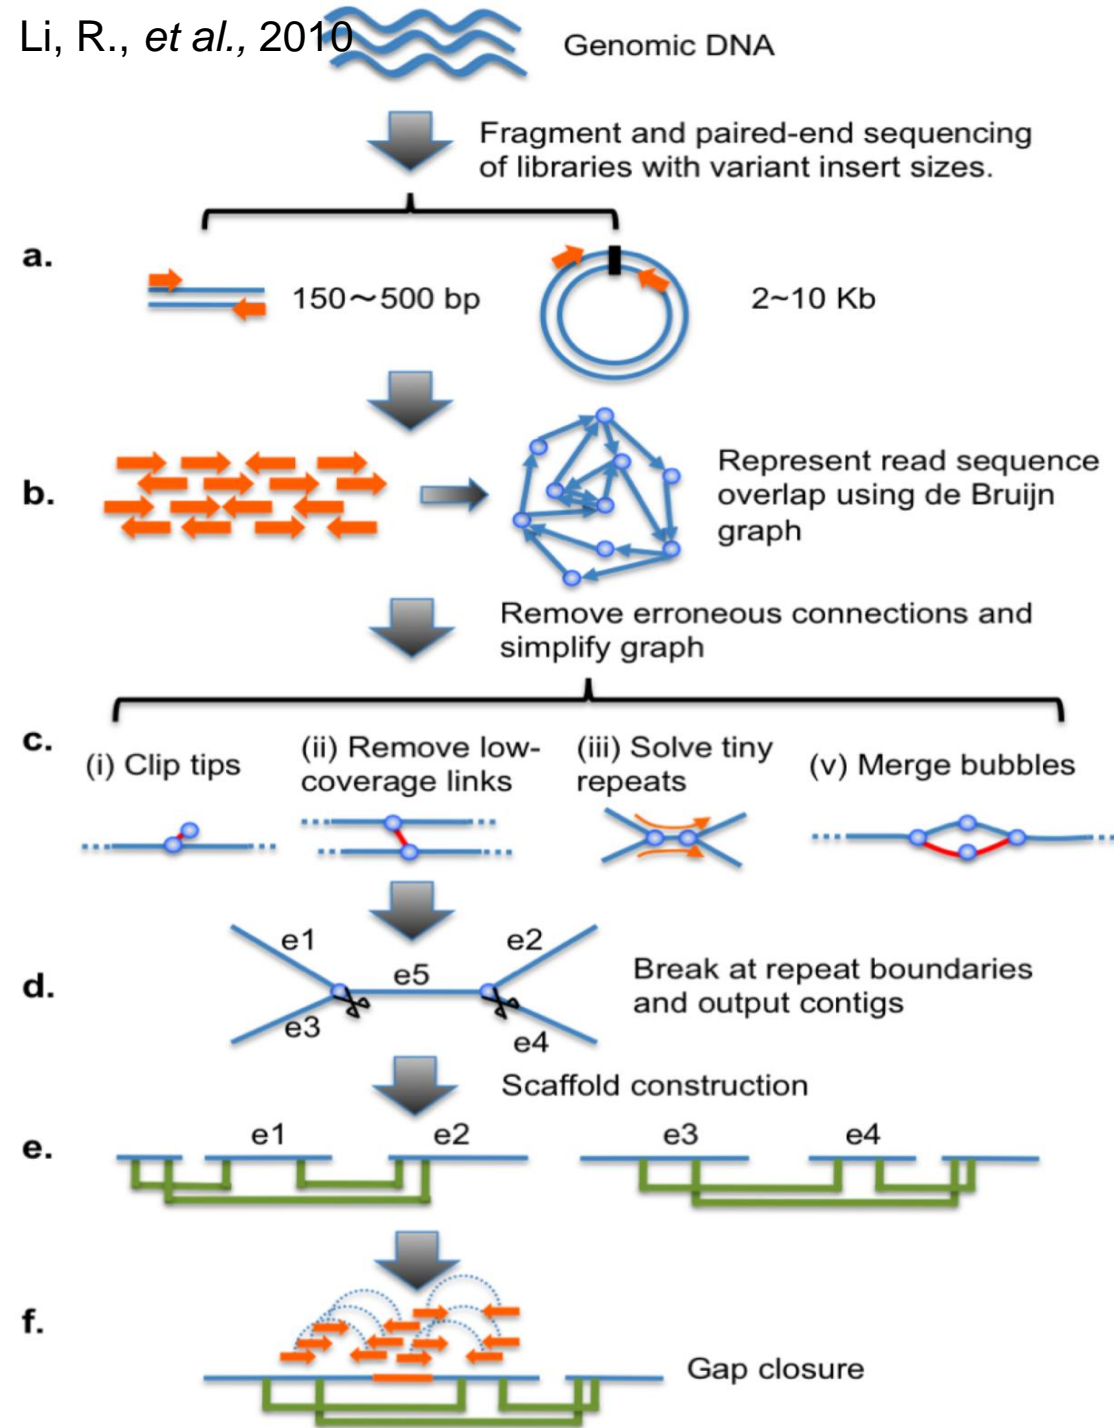 Li, R., et al., 2010
Genomic DNA
Fragment and paired-end sequencing
of libraries with variant insert sizes.
a.
150～500 bp
2~10 Kb
b.
Represent read sequence
overlap using de Bruijn
graph
Remove erroneous connections and
simplify graph
c.
(i) Clip tips
(ii) Remove low-
coverage links
(iii) Solve tiny
repeats
(v) Merge bubbles
d.
e1
e2
e5
e3
e4
Break at repeat boundaries
and output contigs
Scaffold construction
e.
e1
e2
e3
e4
f.
Gap closure